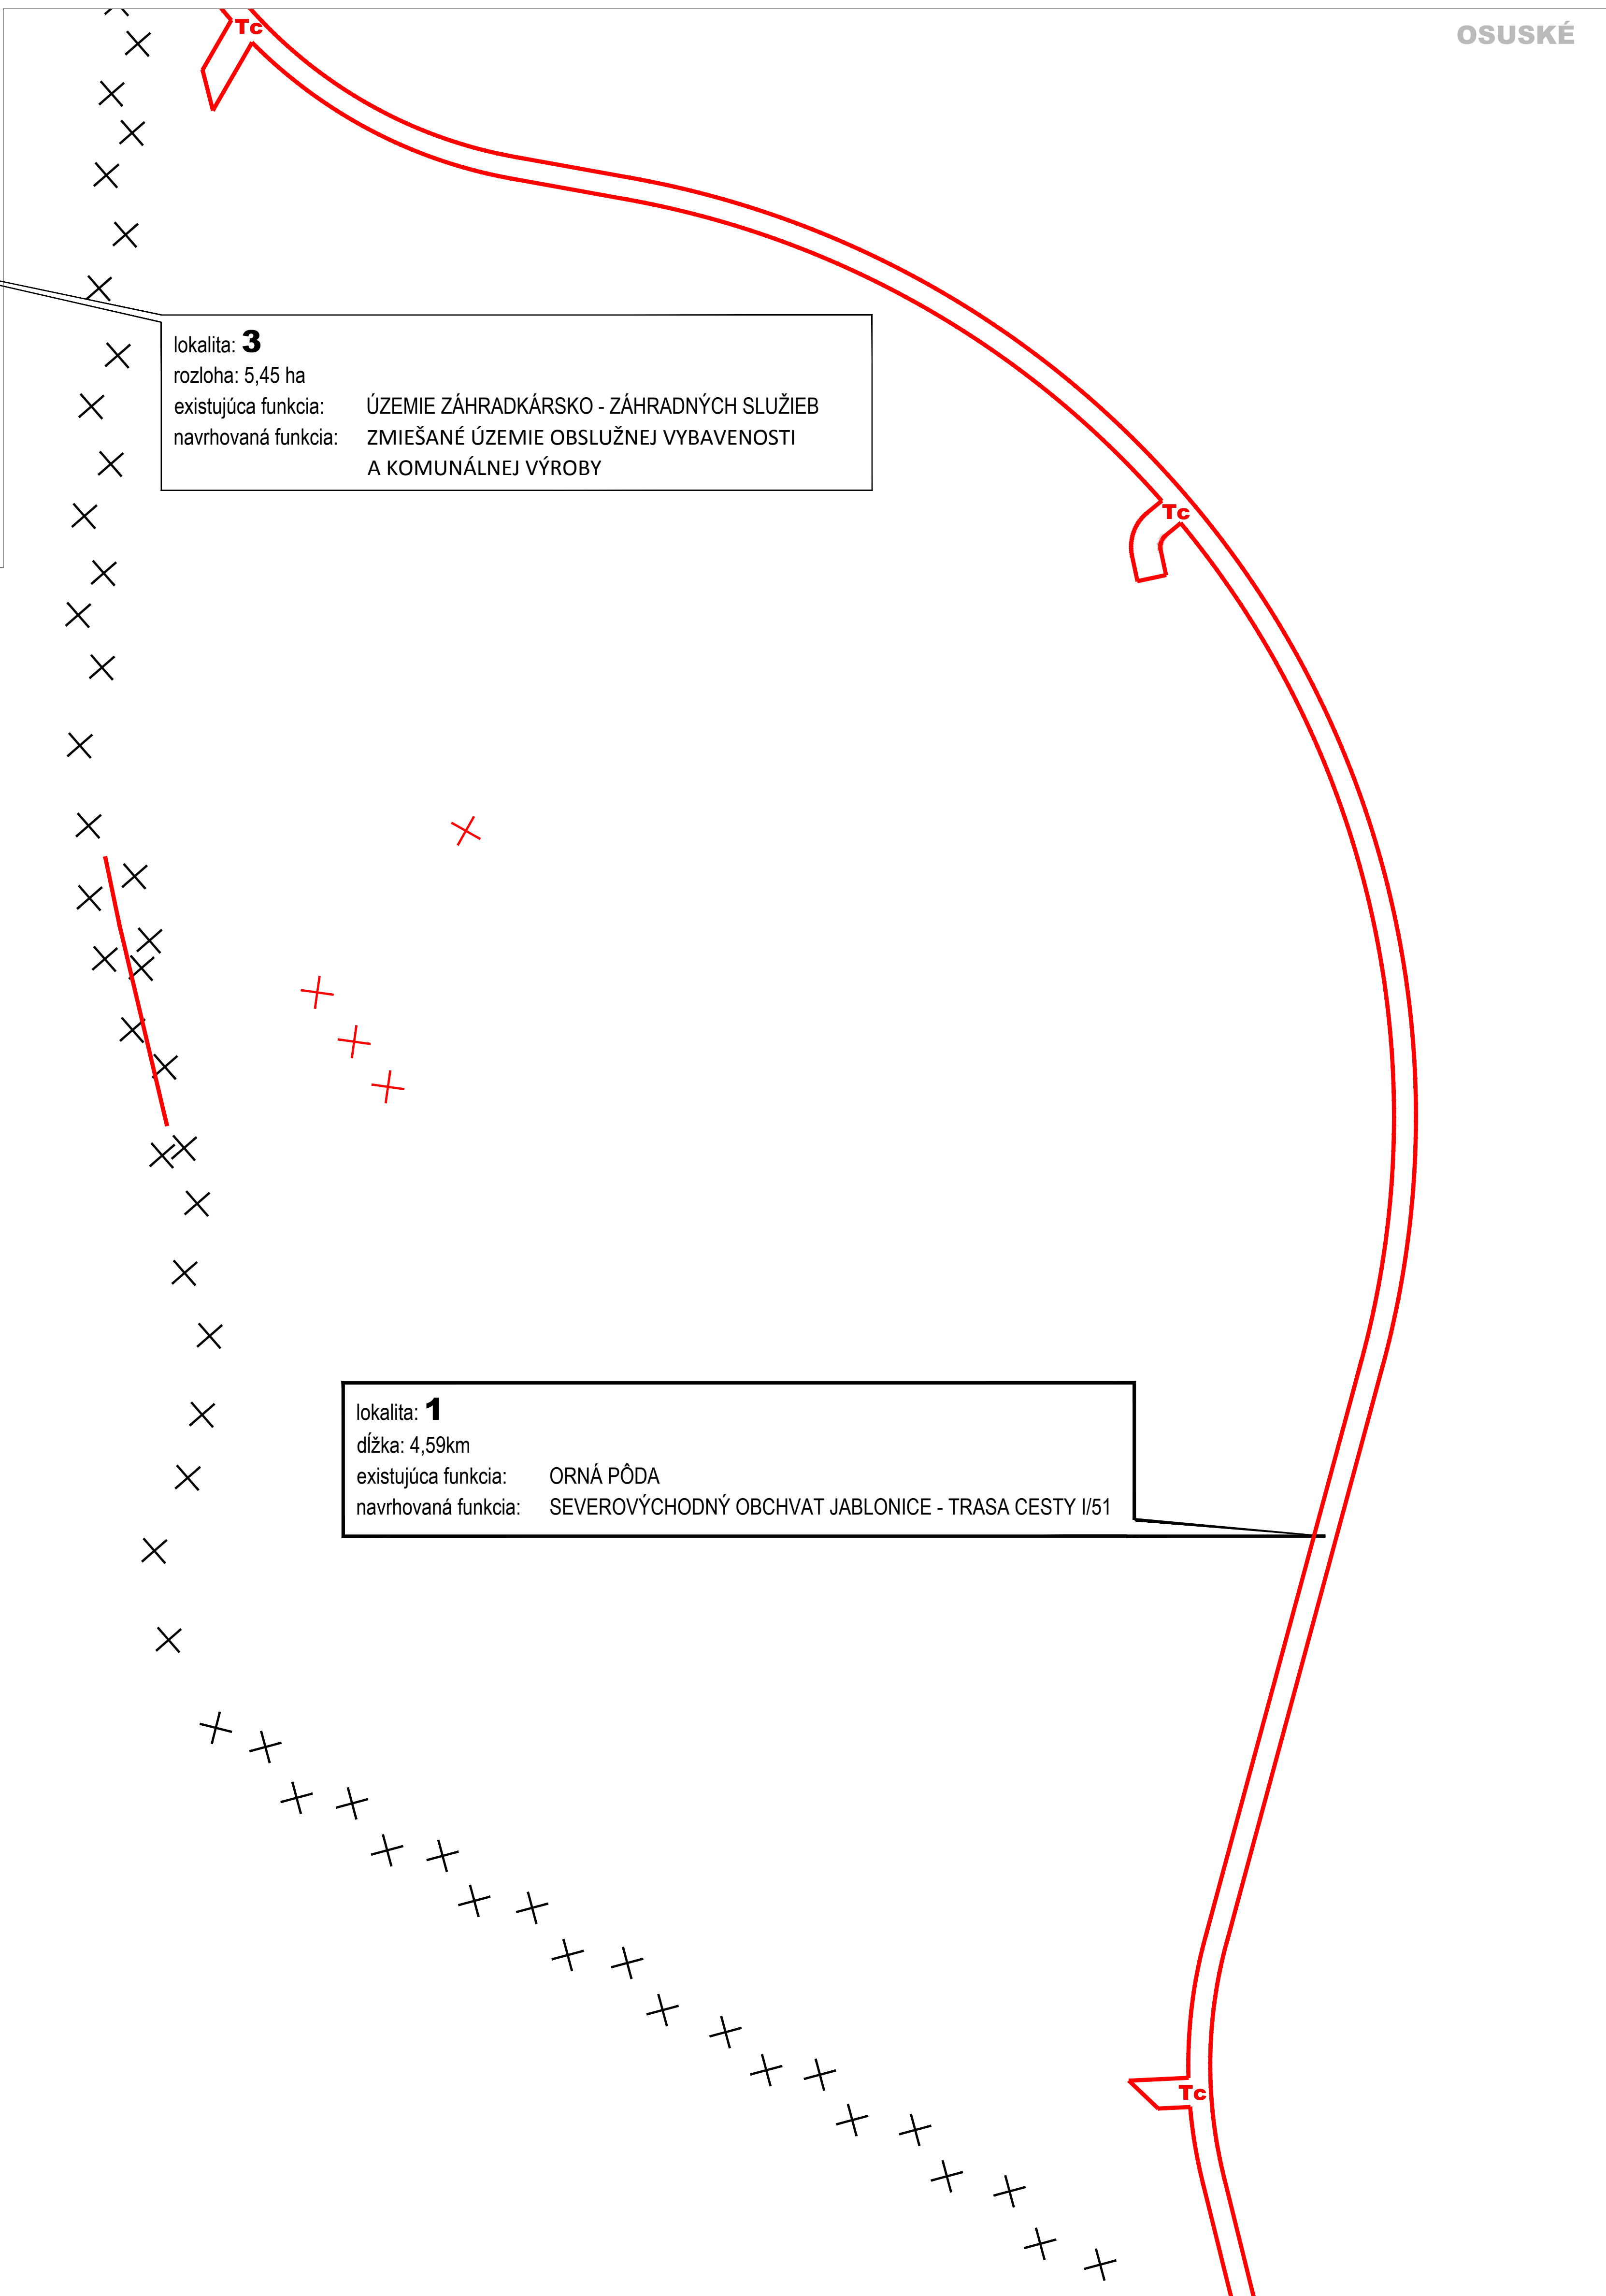 Tc
OSUSKÉ
lokalita: 3
rozloha: 5,45 ha
existujúca funkcia: ÚZEMIE ZÁHRADKÁRSKO - ZÁHRADNÝCH SLUŽIEB
navrhovaná funkcia: ZMIEŠANÉ ÚZEMIE OBSLUŽNEJ VYBAVENOSTI
A KOMUNÁLNEJ VÝROBY
Tc
lokalita: 1
dĺžka: 4,59km
existujúca funkcia: ORNÁ PÔDA
navrhovaná funkcia: SEVEROVÝCHODNÝ OBCHVAT JABLONICE - TRASA CESTY I/51
Tc